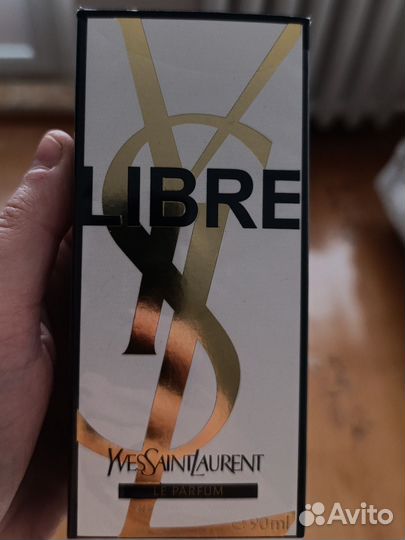 LIBRE
YVESSAINTLAURENT
LE PARFUM
℮ 90ml
Avito